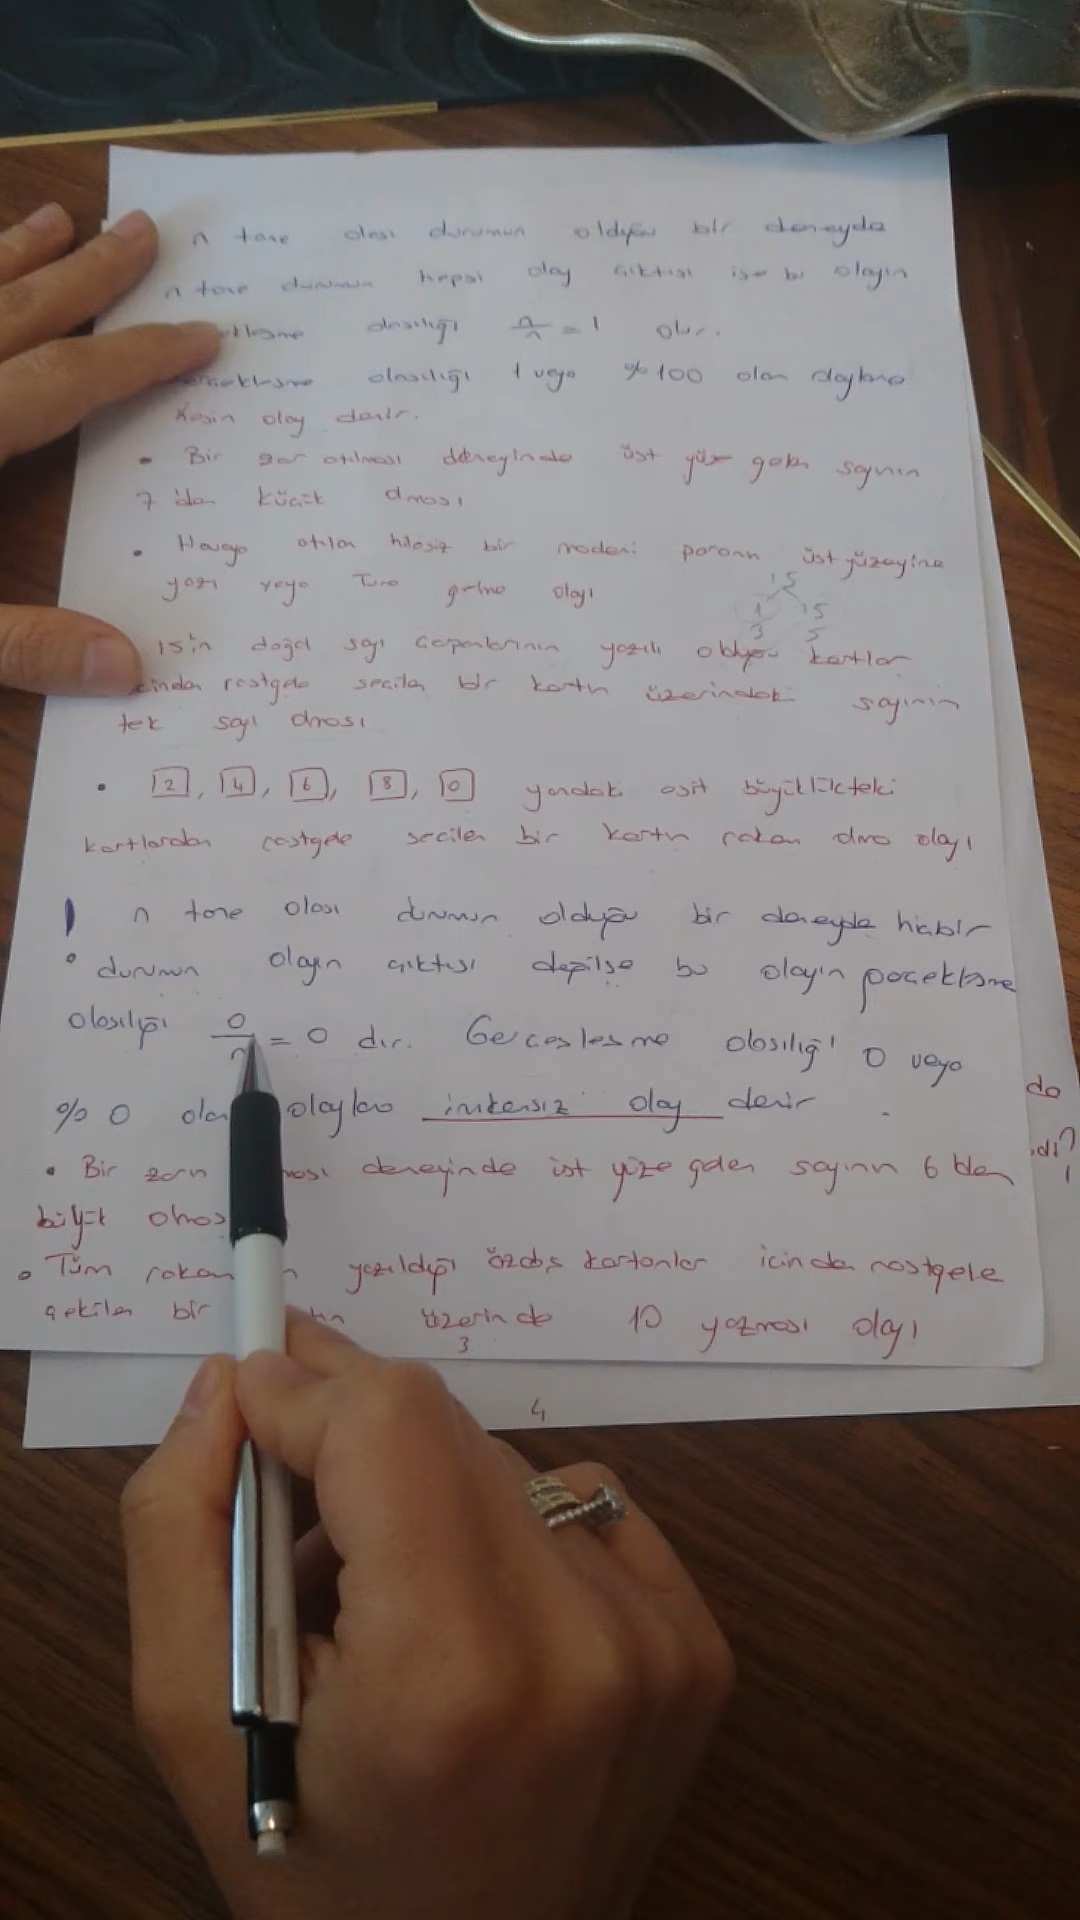 n tane olası durumun olduğu bir deneyde
n tane durumun hepsi olay çıktısı ise bu olayın
olasılığı n/n = 1 olur.
olasılığı 1 veya %100 olan olaylara
Kesin olay denir.
• Bir zar atılması deneyinde üst yüze gelen sayının
7'den küçük olması
• Havaya atılan hilesiz bir madeni paranın üst yüzeyine
yazı veya Tura gelme olayı
15
1 15
3 5
15'in doğal sayı çarpanlarının yazılı olduğu kartlar
içinden rastgele seçilen bir kartın üzerindeki sayının
tek sayı olması
• 2, 4, 6, 8, 0 yandaki eşit büyüklükteki
kartlardan rastgele seçilen bir kartın rakam olma olayı
n tane olası durumun olduğu bir deneyde hiçbir
• durumun olayın çıktısı değilse bu olayın gerçekleşme
olasılığı 0/n = 0 dır. Gerçesleşme olasılığı 0 veya
% 0 olan olaylara imkensız olay denir
• Bir zarın deneyinde üst yüze gelen sayının 6'dan
büyük olması
• Tüm yazıldığı özdeş kartonlar içinden rastgele
çekilen bir üzerinde 10 yazması olayı
3
4
do